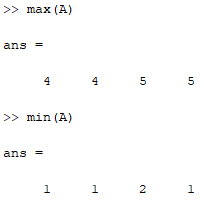 >> max(A)
ans =
4 4 5 5
>> min(A)
ans =
1 1 2 1